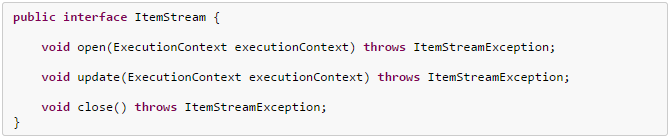 public interface ItemStream {
void open(ExecutionContext executionContext) throws ItemStreamException;
void update(ExecutionContext executionContext) throws ItemStreamException;
void close() throws ItemStreamException;
}